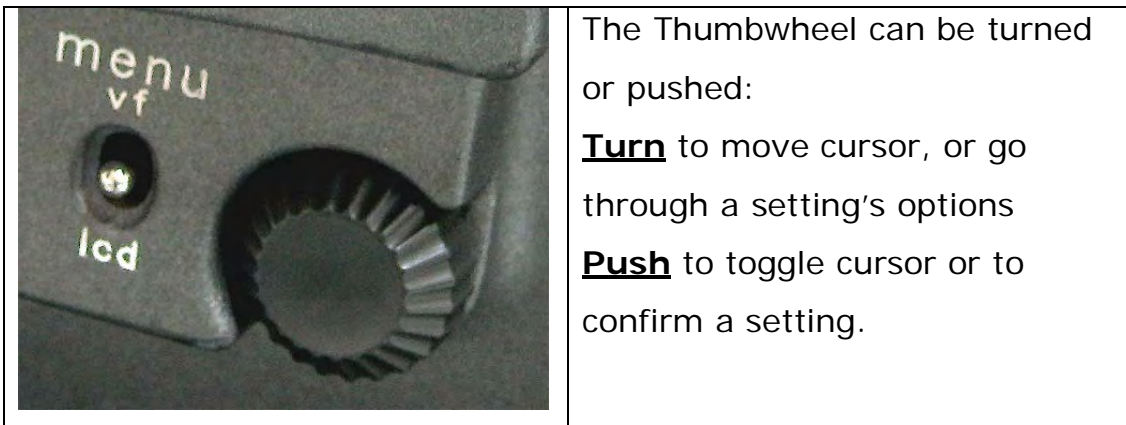 menu
vf
lcd
The Thumbwheel can be turned
or pushed:
Turn to move cursor, or go
through a setting's options
Push to toggle cursor or to
confirm a setting.